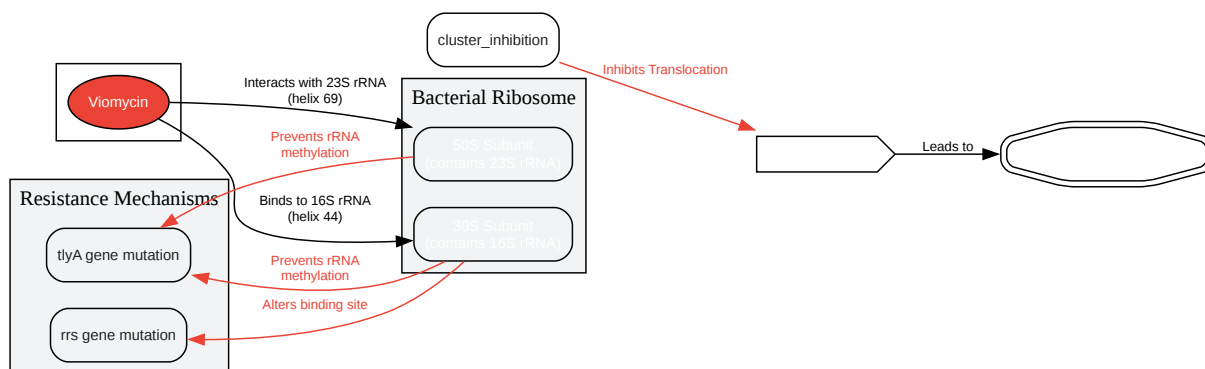 cluster_inhibition
Inhibits Translocation
Interacts with 23S rRNA
(helix 69)
Viomycin
Bacterial Ribosome
Prevents rRNA
methylation
50S Subunit
(contains 23S rRNA)
Leads to
Resistance Mechanisms
Binds to 16S rRNA
(helix 44)
30S Subunit
(contains 16S rRNA)
tlyA gene mutation
Prevents rRNA
methylation
Alters binding site
rrs gene mutation